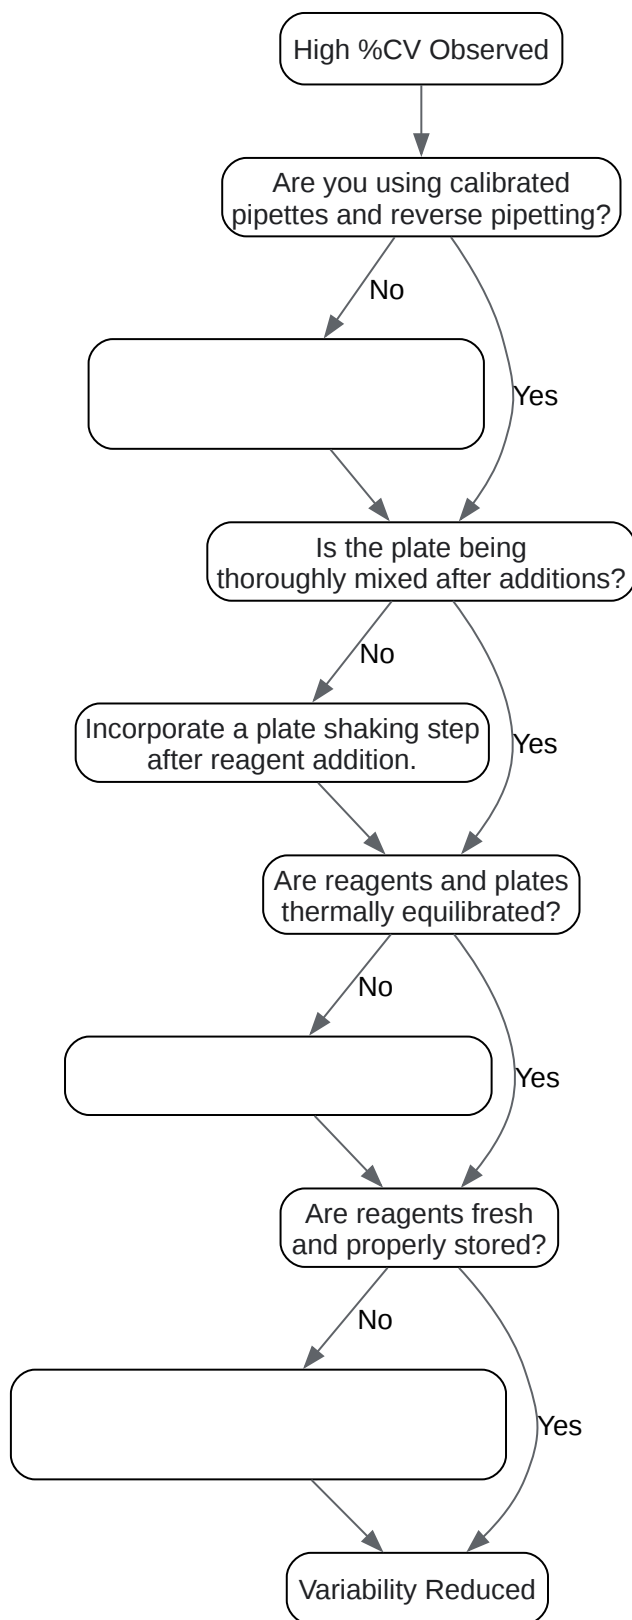 High %CV Observed
Are you using calibrated
pipettes and reverse pipetting?
No
Yes
Is the plate being
thoroughly mixed after additions?
No
Incorporate a plate shaking step
after reagent addition.
Yes
Are reagents and plates
thermally equilibrated?
No
Yes
Are reagents fresh
and properly stored?
No
Yes
Variability Reduced